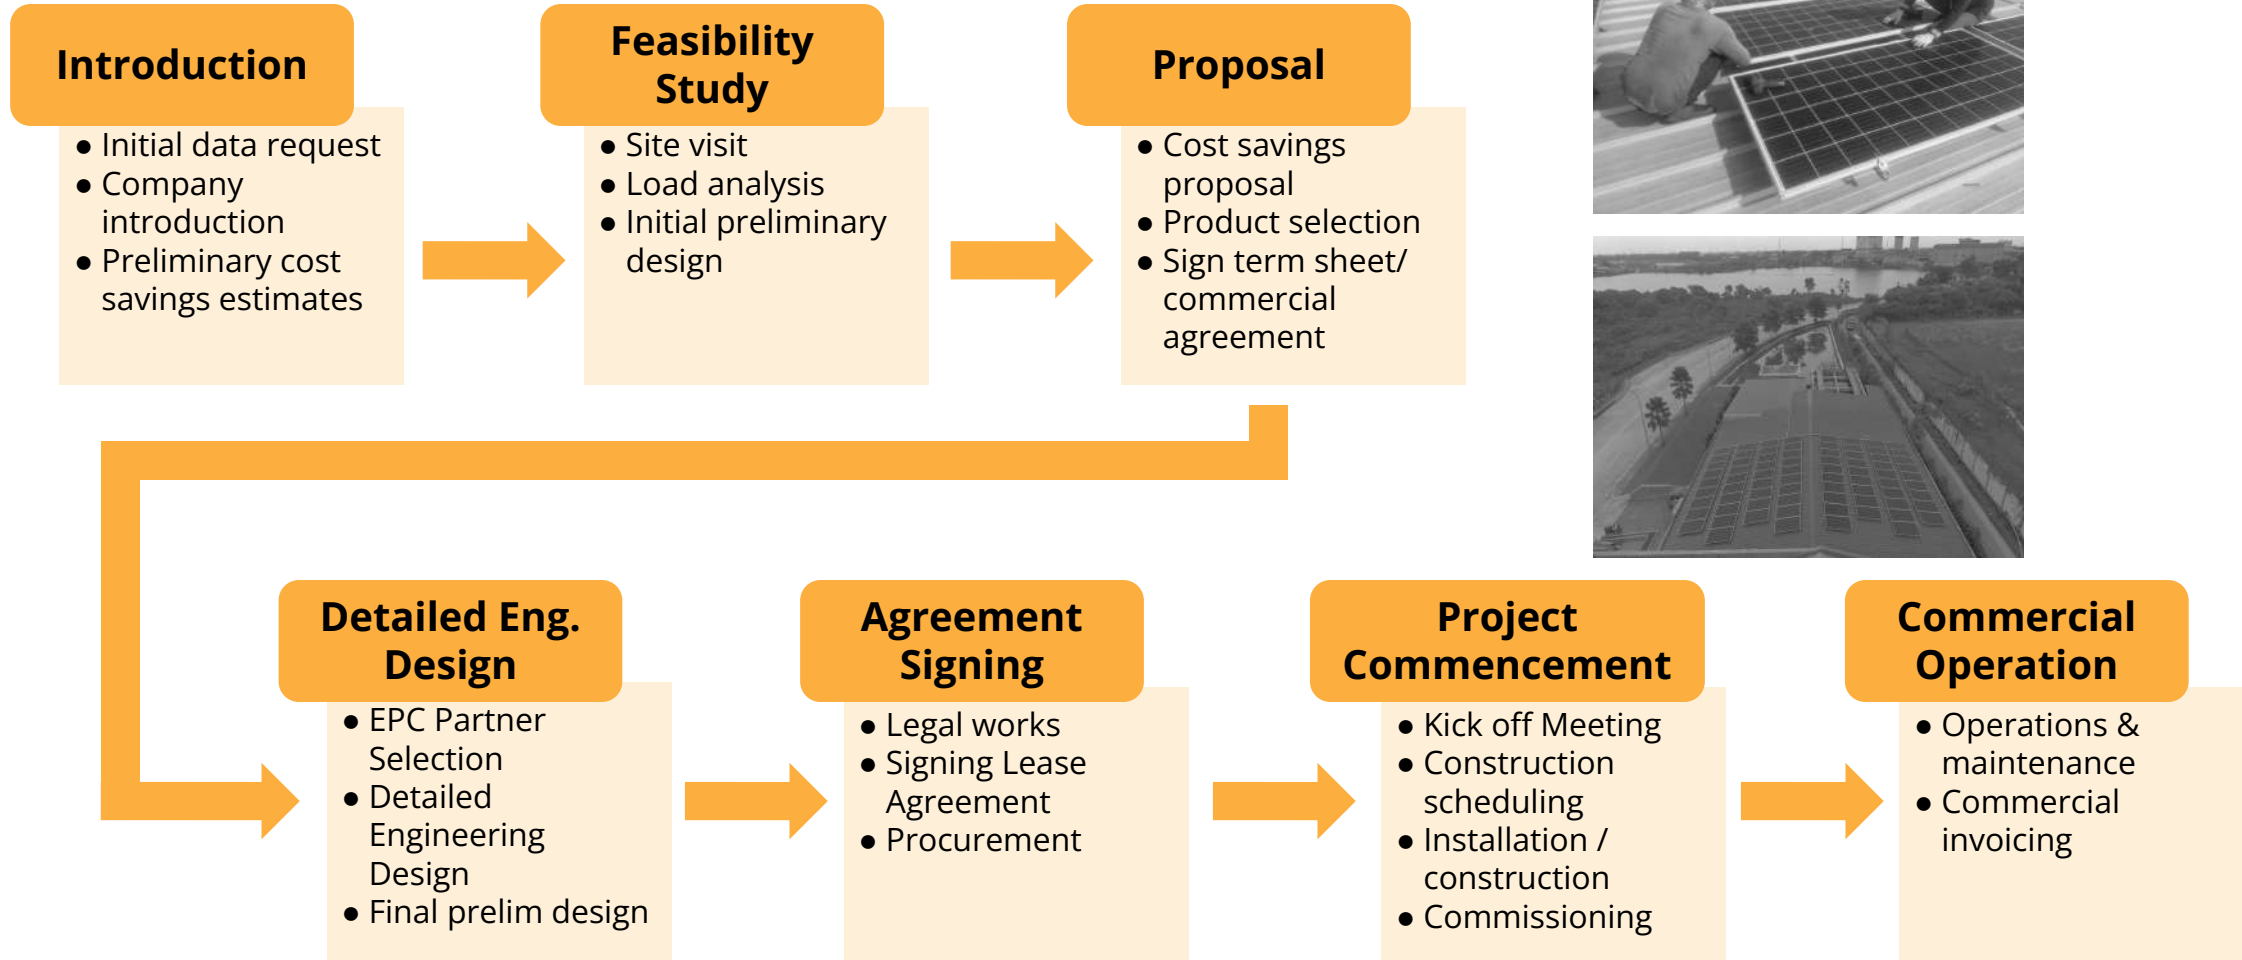 Introduction
● Initial data request
● Company
introduction
● Preliminary cost
savings estimates
Feasibility
Study
● Site visit
● Load analysis
● Initial preliminary
design
Proposal
● Cost savings
proposal
● Product selection
● Sign term sheet/
commercial
agreement
Detailed Eng.
Design
● EPC Partner
Selection
● Detailed
Engineering
Design
● Final prelim design
Agreement
Signing
● Legal works
● Signing Lease
Agreement
● Procurement
Project
Commencement
● Kick off Meeting
● Construction
scheduling
● Installation /
construction
● Commissioning
Commercial
Operation
● Operations &
maintenance
● Commercial
invoicing